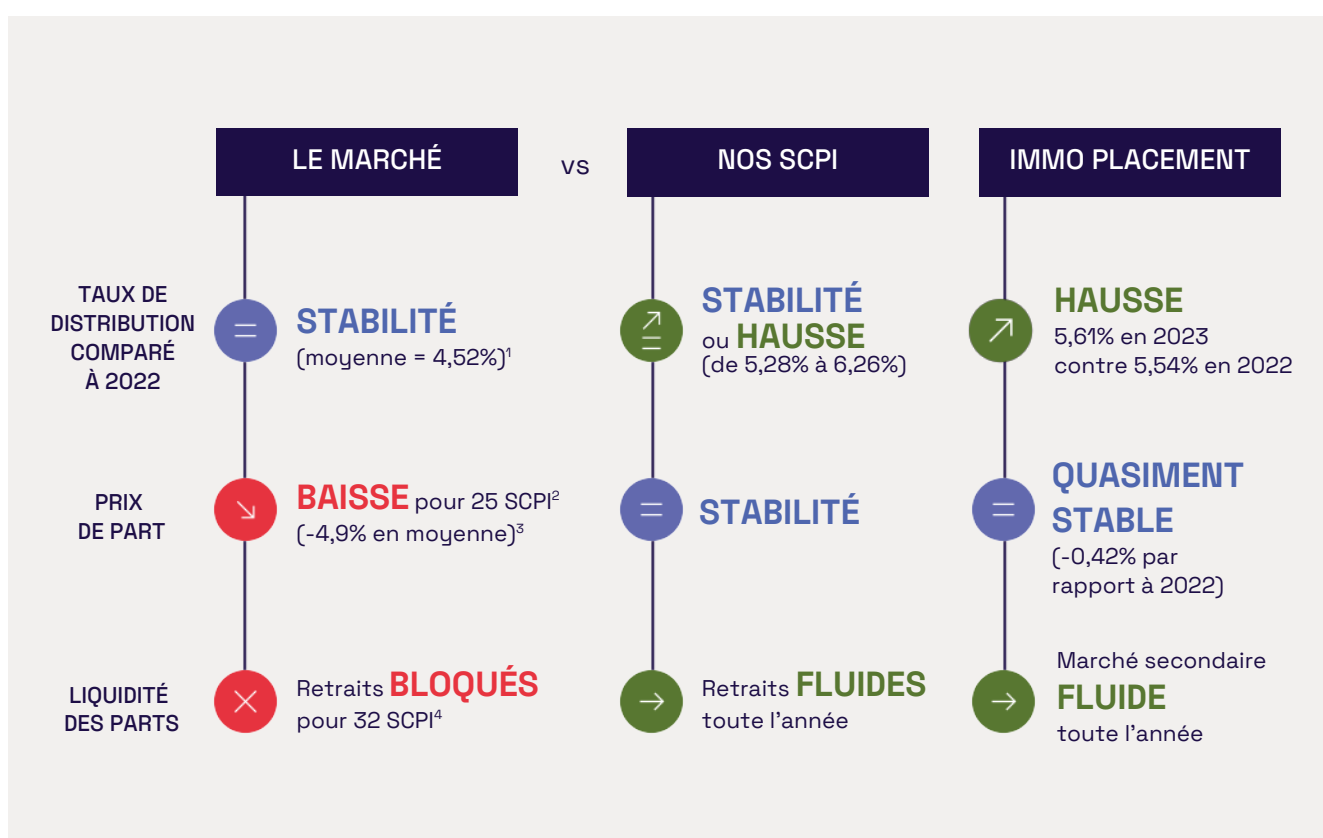 LE MARCHÉ
vs
NOS SCPI
IMMO PLACEMENT
TAUX DE
DISTRIBUTION
COMPARÉ
À 2022
STABILITÉ
(moyenne = 4,52%)¹
STABILITÉ
ou HAUSSE
(de 5,28% à 6,26%)
HAUSSE
5,61% en 2023
contre 5,54% en 2022
PRIX
DE PART
BAISSE pour 25 SCPI²
(-4,9% en moyenne)³
STABILITÉ
QUASIMENT
STABLE
(-0,42% par
rapport à 2022)
LIQUIDITÉ
DES PARTS
Retraits BLOQUÉS
pour 32 SCPI⁴
Retraits FLUIDES
toute l'année
Marché secondaire
FLUIDE
toute l'année